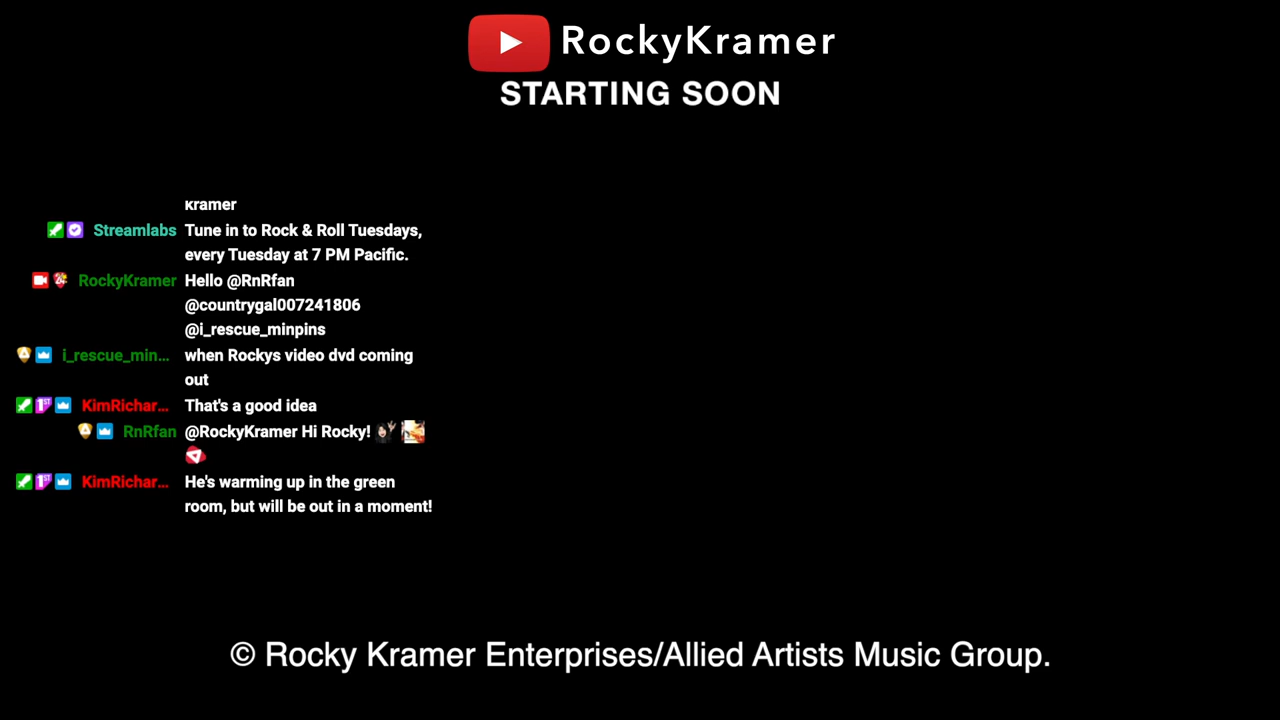 RockyKramer
STARTING SOON
kramer
Streamlabs Tune in to Rock & Roll Tuesdays,
every Tuesday at 7 PM Pacific.
RockyKramer Hello @RnRfan
@countrygal007241806
@i_rescue_minpins
i_rescue_min... when Rockys video dvd coming
out
KimRichar... That's a good idea
RnRfan @RockyKramer Hi Rocky!
KimRichar... He's warming up in the green
room, but will be out in a moment!
© Rocky Kramer Enterprises/Allied Artists Music Group.